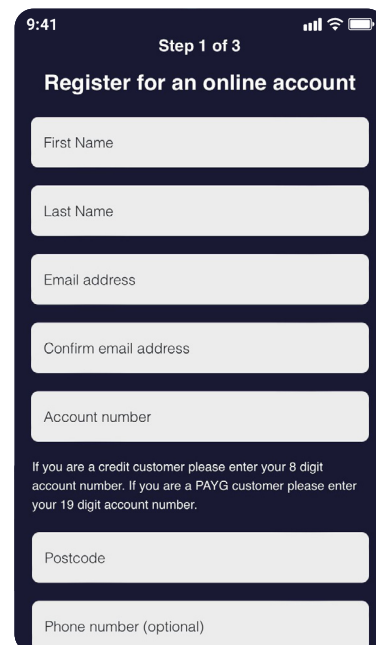 9:41
Step 1 of 3
Register for an online account
First Name
Last Name
Email address
Confirm email address
Account number
If you are a credit customer please enter your 8 digit
account number. If you are a PAYG customer please enter
your 19 digit account number.
Postcode
Phone number (optional)